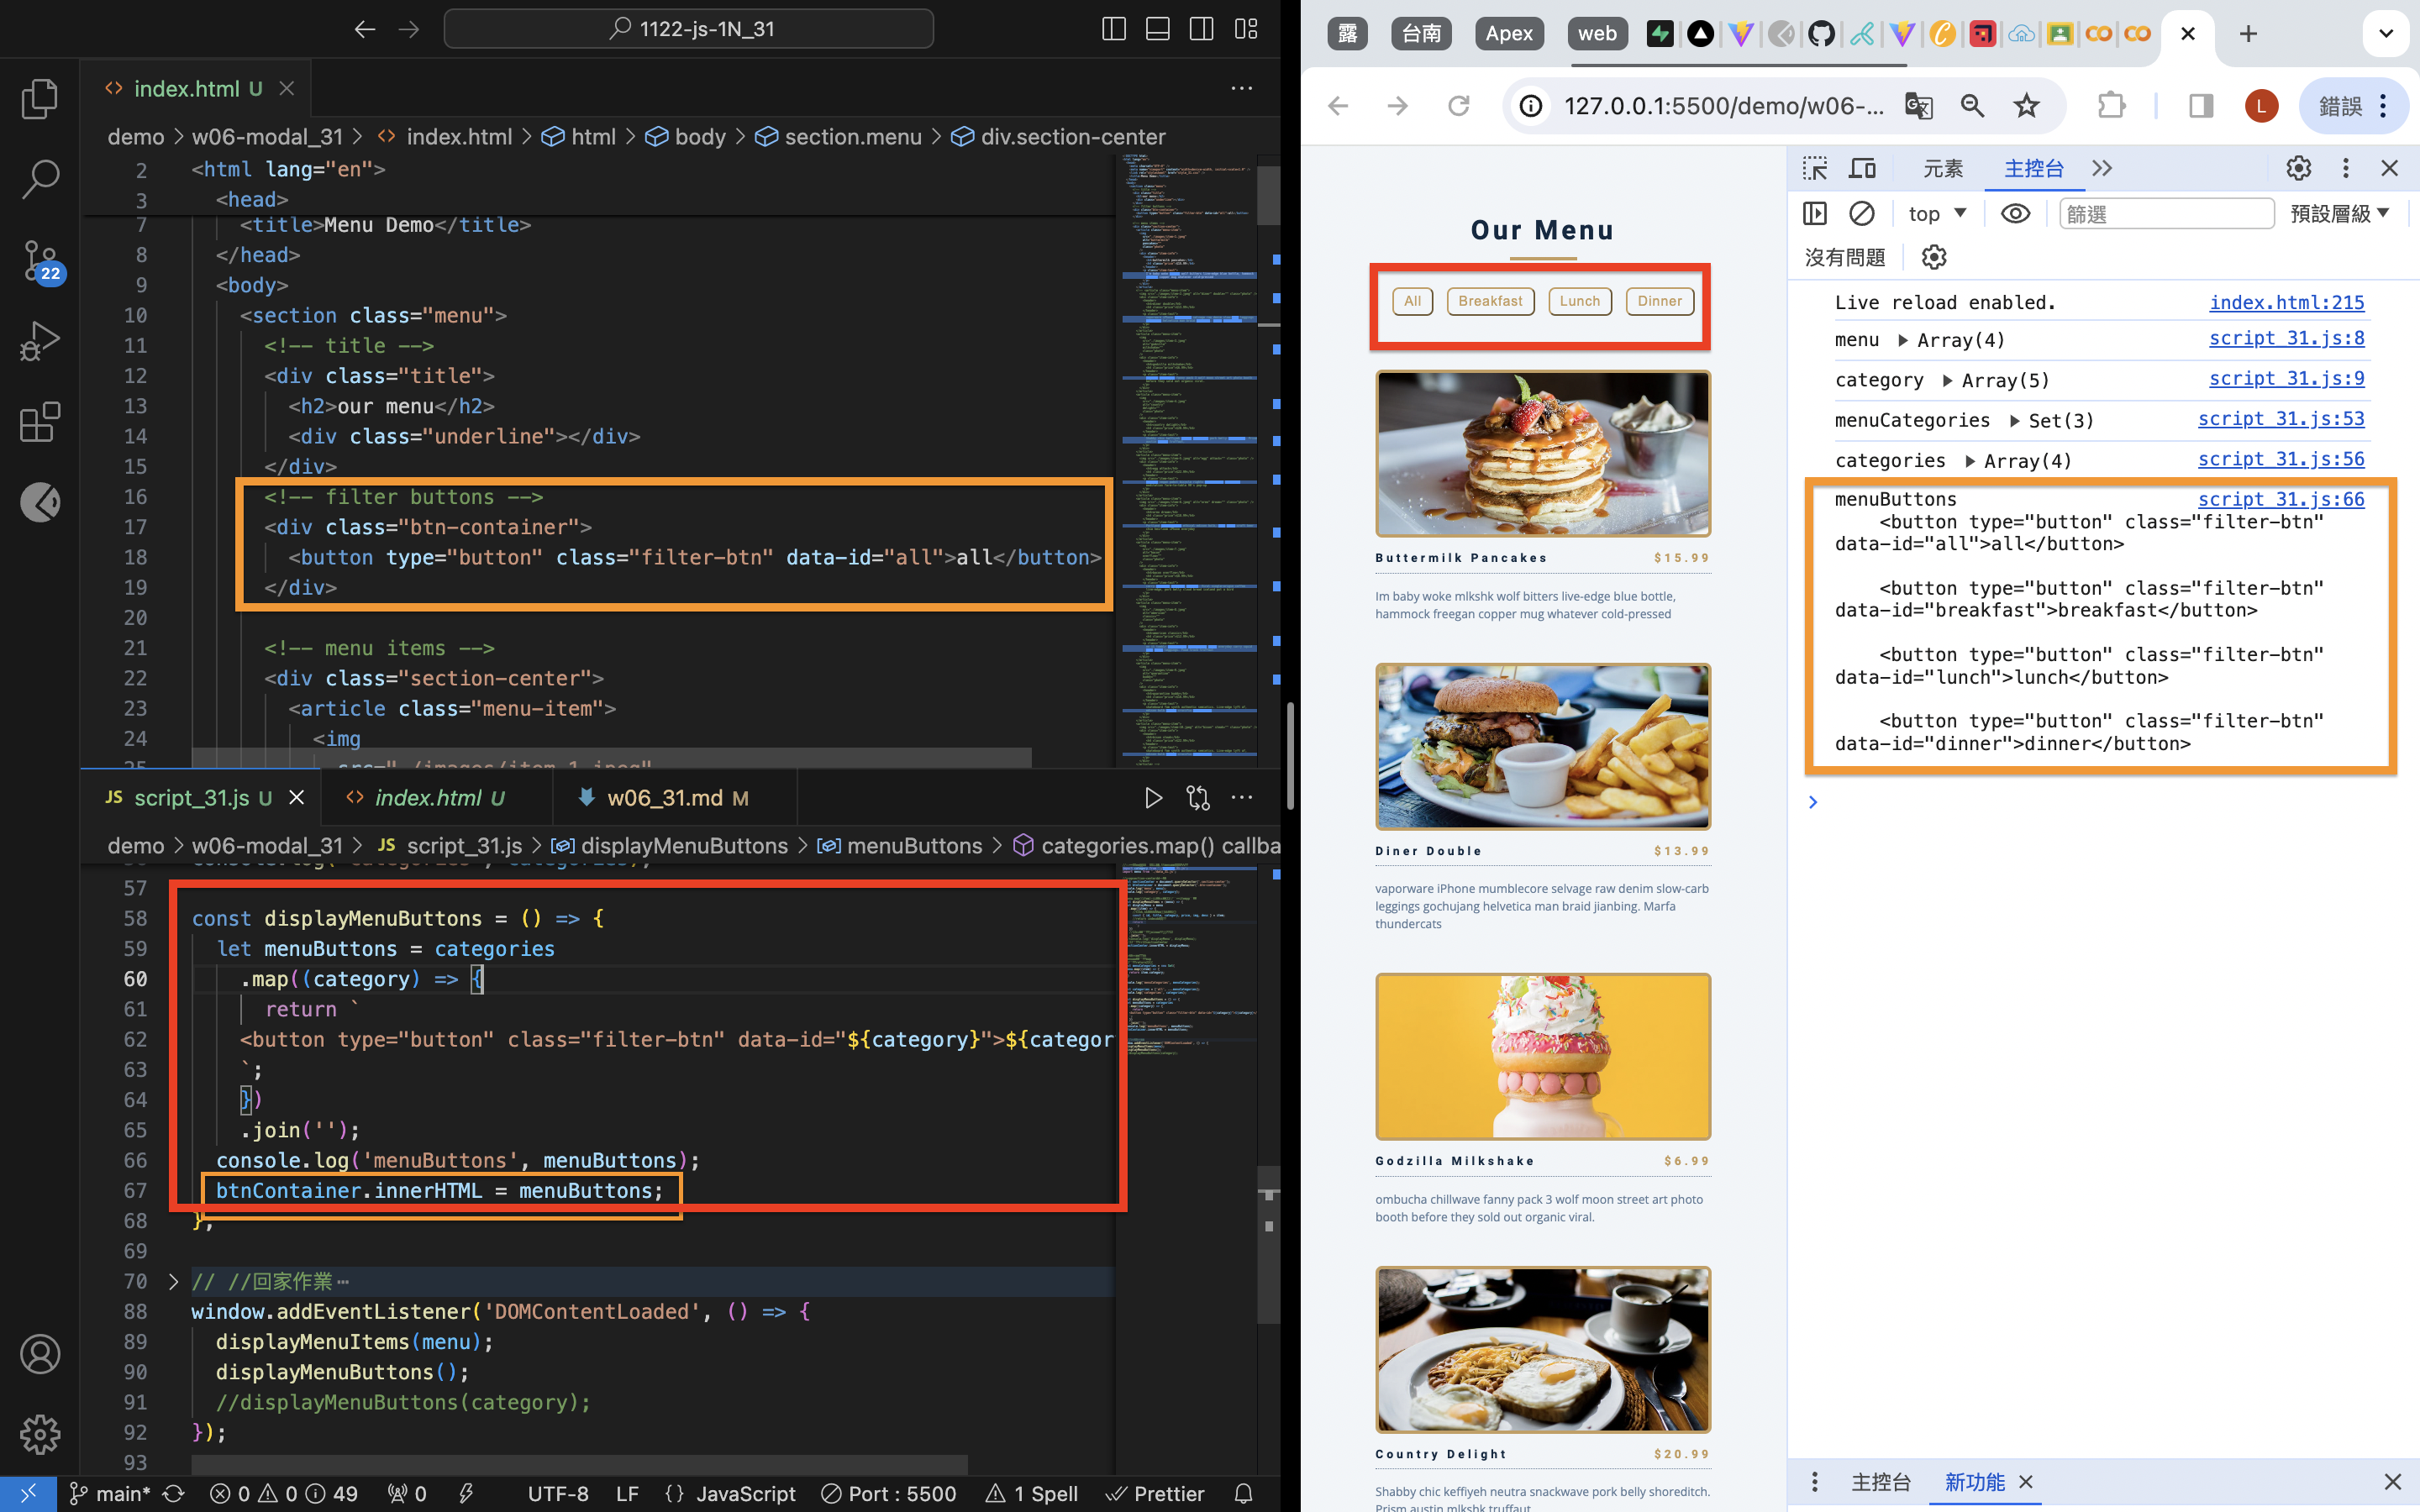 1122-js-1N_31
index.html U
demo > w06-modal_31 > index.html > html > body > section.menu > div.section-center
2 <html lang="en">
3 <head>
7 <title>Menu Demo</title>
8 </head>
9 <body>
10 <section class="menu">
11 <!-- title -->
12 <div class="title">
13 <h2>our menu</h2>
14 <div class="underline"></div>
15 </div>
16 <!-- filter buttons -->
17 <div class="btn-container">
18 <button type="button" class="filter-btn" data-id="all">all</button>
19 </div>
20
21 <!-- menu items -->
22 <div class="section-center">
23 <article class="menu-item">
24 <img
22
JS script_31.js U
index.html U
w06_31.md M
demo > w06-modal_31 > JS script_31.js > displayMenuButtons > menuButtons > categories.map() callba
57
58 const displayMenuButtons = () => {
59 let menuButtons = categories
60 .map((category) => {
61 return `
62 <button type="button" class="filter-btn" data-id="${category}">${categor
63 `;
64 })
65 .join('');
66 console.log('menuButtons', menuButtons);
67 btnContainer.innerHTML = menuButtons;
68 };
69
70 // //回家作業 …
88 window.addEventListener('DOMContentLoaded', () => {
89 displayMenuItems(menu);
90 displayMenuButtons();
91 //displayMenuButtons(category);
92 });
93
main* 0 0 49 0 UTF-8 LF {} JavaScript Port : 5500 1 Spell Prettier
露 台南 Apex web
127.0.0.1:5500/demo/w06-... L 錯誤
Our Menu
All Breakfast Lunch Dinner
Buttermilk Pancakes $15.99
Im baby woke mlkshk wolf bitters live-edge blue bottle,
hammock freegan copper mug whatever cold-pressed
Diner Double $13.99
vaporware iPhone mumblecore selvage raw denim slow-carb
leggings gochujang helvetica man braid jianbing. Marfa
thundercats
Godzilla Milkshake $6.99
ombucha chillwave fanny pack 3 wolf moon street art photo
booth before they sold out organic viral.
Country Delight $20.99
Shabby chic keffiyeh neutra snackwave pork belly shoreditch.
Prism austin mlkshk truffaut
元素 主控台
top 篩選 預設層級
沒有問題
Live reload enabled. index.html:215
menu Array(4) script_31.js:8
category Array(5) script_31.js:9
menuCategories Set(3) script_31.js:53
categories Array(4) script_31.js:56
menuButtons script_31.js:66
<button type="button" class="filter-btn"
data-id="all">all</button>
<button type="button" class="filter-btn"
data-id="breakfast">breakfast</button>
<button type="button" class="filter-btn"
data-id="lunch">lunch</button>
<button type="button" class="filter-btn"
data-id="dinner">dinner</button>
主控台 新功能